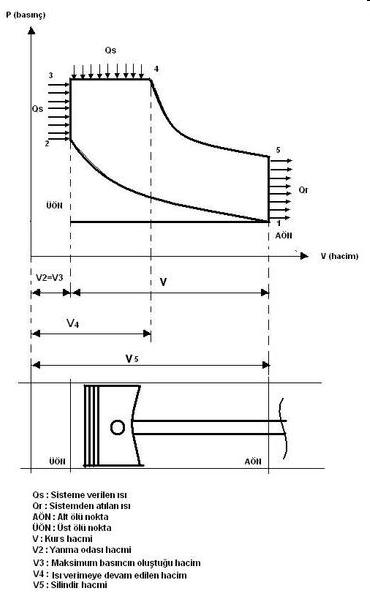 P (basınç)
Qs
3
4
Qs
2
5
ÜÖN
Qr
1
AÖN
V (hacim)
V2=V3
V
V4
V5
ÜÖN
AÖN
Qs : Sisteme verilen ısı
Qr : Sistemden atılan ısı
AÖN : Alt ölü nokta
ÜÖN : Üst ölü nokta
V : Kurs hacmi
V2 : Yanma odası hacmi
V3 : Maksimum basıncın oluştuğu hacim
V4 : Isı verimeye devam edilen hacim
V5 : Silindir hacmi